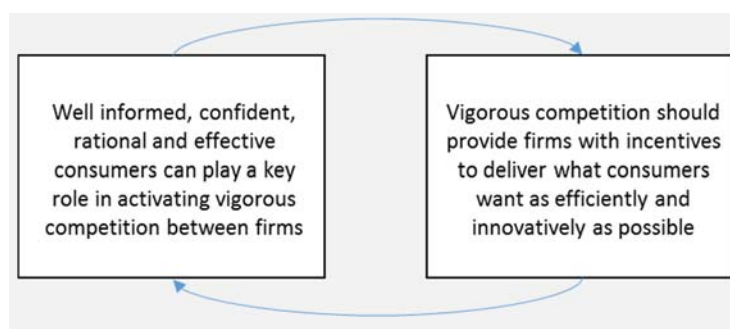 Well informed, confident,
rational and effective
consumers can play a key
role in activating vigorous
competition between firms
Vigorous competition should
provide firms with incentives
to deliver what consumers
want as efficiently and
innovatively as possible